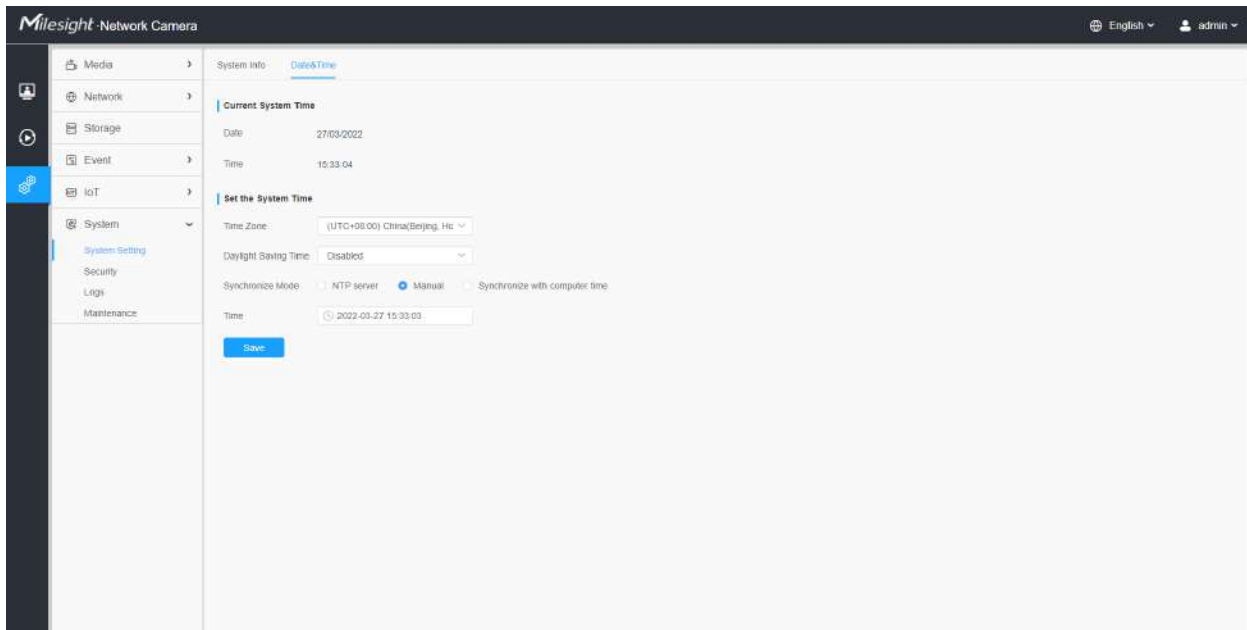 Milesight-Network Camera
English
admin
Media
Network
Storage
Event
IoT
System
System Setting
Security
Logs
Maintenance
System Info
Date&Time
Current System Time
Date 27/03/2022
Time 15:33:04
Set the System Time
Time Zone (UTC+08:00) China(Beijing, Ho
Daylight Saving Time Disabled
Synchronize Mode NTP server Manual Synchronize with computer time
Time 2022-03-27 15:33:03
Save